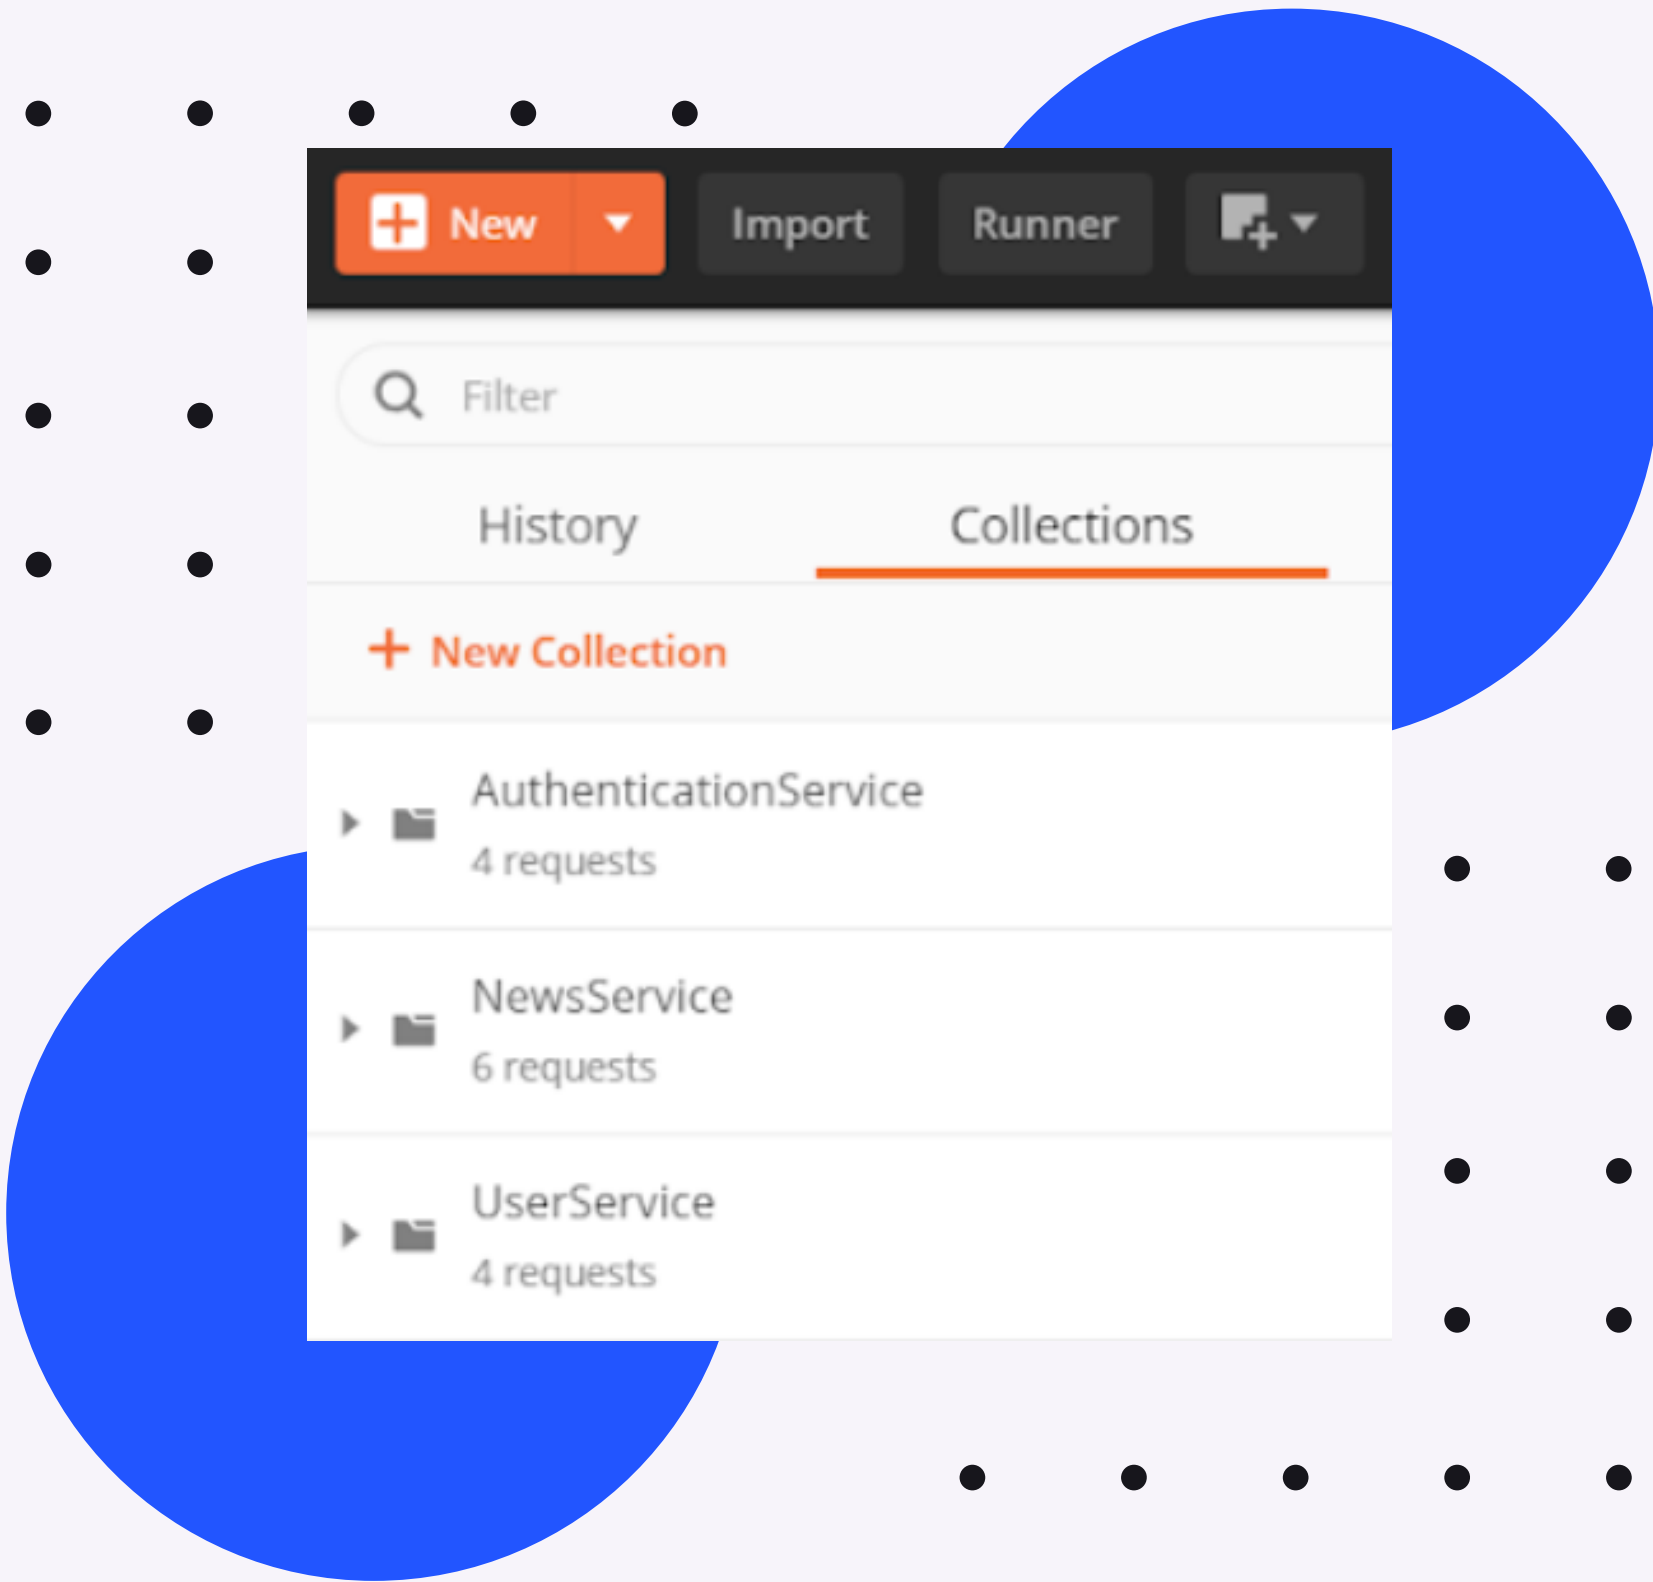 New Import Runner
Filter
History Collections
New Collection
AuthenticationService
4 requests
NewsService
6 requests
UserService
4 requests